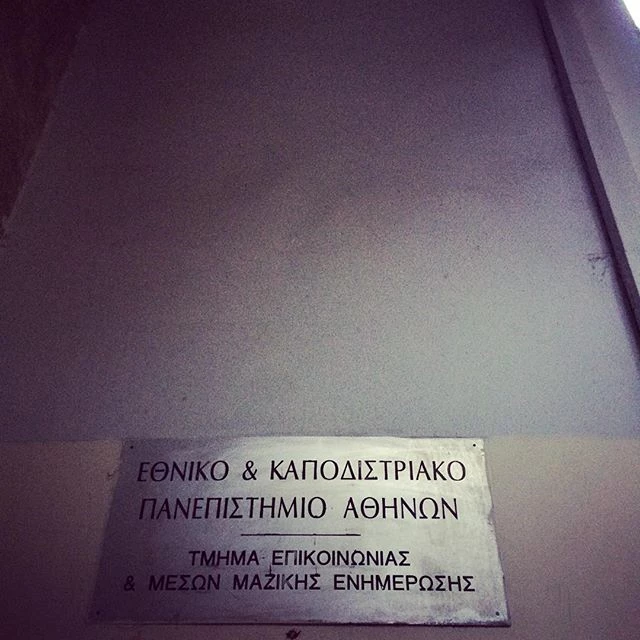 ΕΘΝΙΚΟ & ΚΑΠΟΔΙΣΤΡΙΑΚΟ
ΠΑΝΕΠΙΣΤΗΜΙΟ ΑΘΗΝΩΝ
ΤΜΗΜΑ ΕΠΙΚΟΙΝΩΝΙΑΣ
& ΜΕΣΩΝ ΜΑΖΙΚΗΣ ΕΝΗΜΕΡΩΣΗΣ